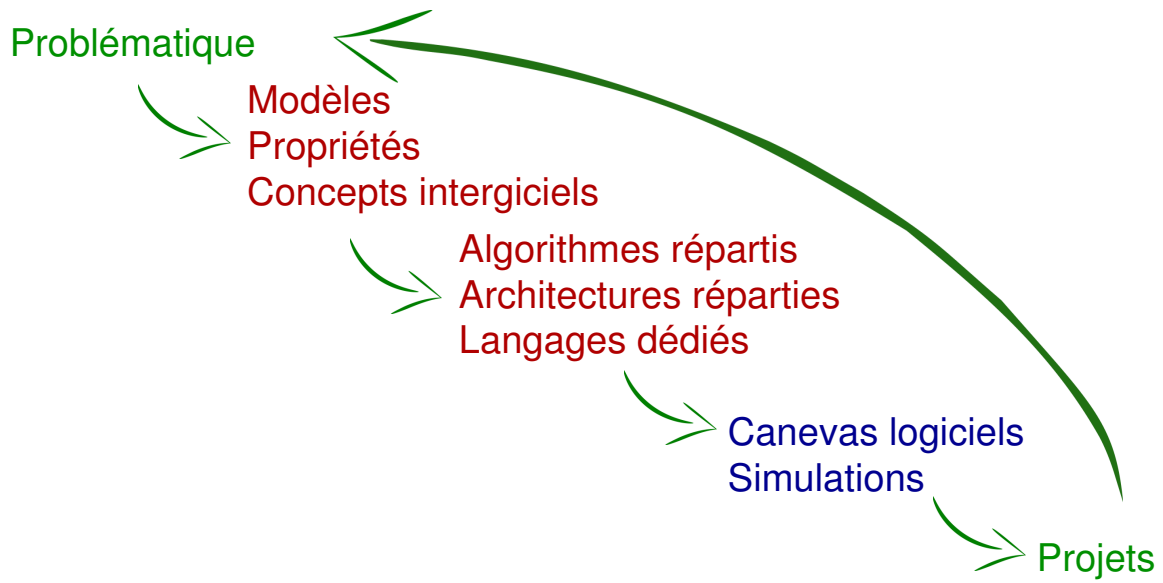 Problématique
Modèles
Propriétés
Concepts intergiciels
Algorithmes répartis
Architectures réparties
Langages dédiés
Canevas logiciels
Simulations
Projets